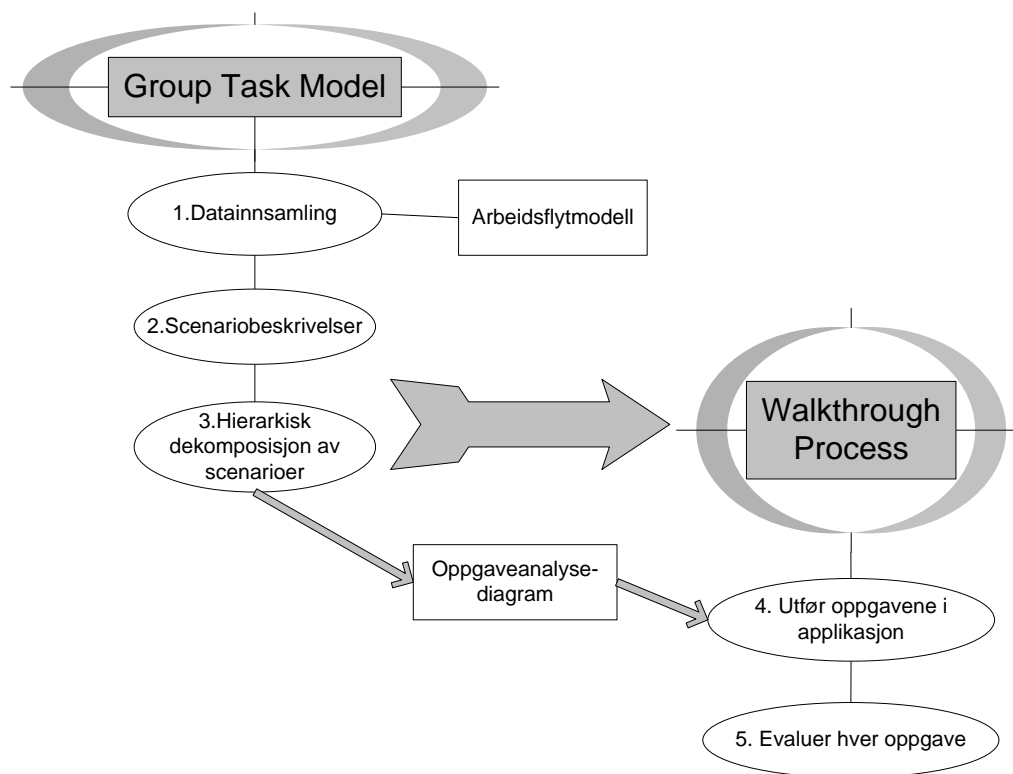 Group Task Model
1.Datainnsamling
Arbeidsflytmodell
2.Scenariobeskrivelser
3.Hierarkisk
dekomposisjon av
scenarioer
Walkthrough
Process
Oppgaveanalyse-
diagram
4. Utfør oppgavene i
applikasjon
5. Evaluer hver oppgave